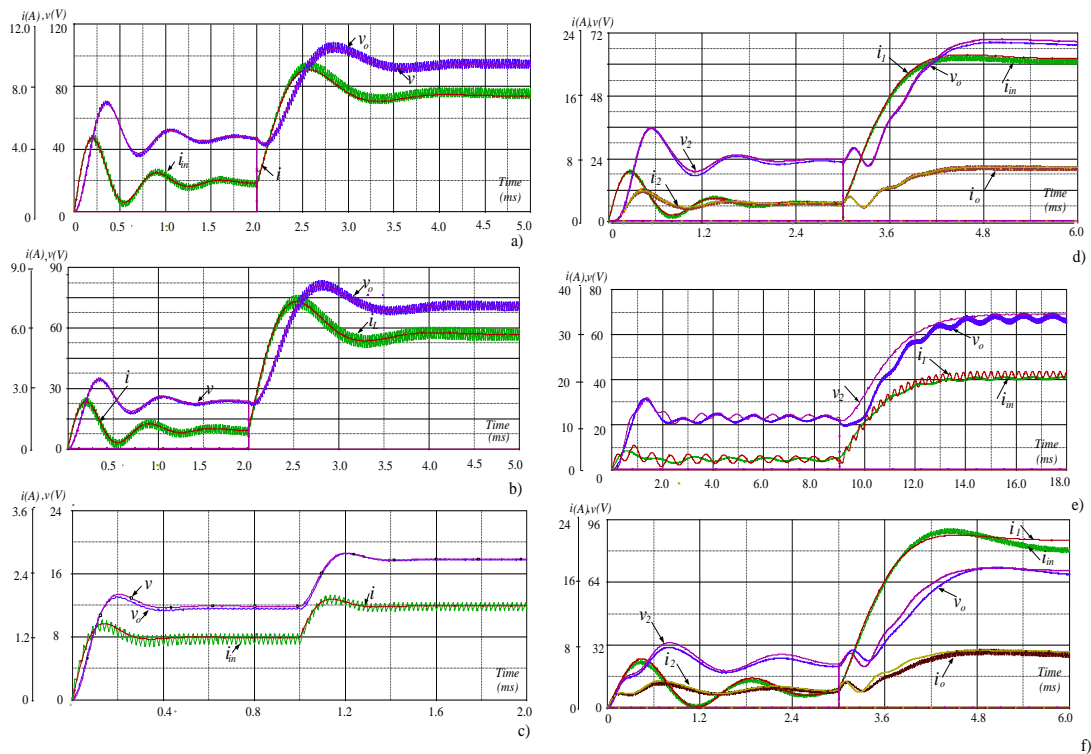 i(A),v(V)
12.0
120
8.0
80
4.0
40
0
0
0
0.5
1.0
1.5
2.0
2.5
3.0
3.5
4.0
4.5
5.0
v_o
v
i_in
i
Time
(ms)
a)
i(A),v(V)
9.0
90
6.0
60
3.0
30
0
0
0.5
1.0
1.5
2.0
2.5
3.0
3.5
4.0
4.5
5.0
v_o
i_1
i
v
Time
(ms)
b)
i(A),v(V)
3.6
24
2.4
16
1.2
8
0
0
0.4
0.8
1.2
1.6
2.0
v
v_o
i
i_in
Time
(ms)
c)
i(A),v(V)
24
72
16
48
8
24
0
0
0
1.2
2.4
3.6
4.8
6.0
i_1
v_o
i_in
v_2
i_2
i_o
Time
(ms)
d)
i(A),v(V)
40
80
30
60
20
40
10
20
0
0
2.0
4.0
6.0
8.0
10.0
12.0
14.0
16.0
18.0
v_o
i_1
v_2
i_in
Time
(ms)
e)
i(A),v(V)
24
96
16
64
8
32
0
0
0
1.2
2.4
3.6
4.8
6.0
i_1
i_in
v_o
v_2
i_2
i_o
Time
(ms)
f)